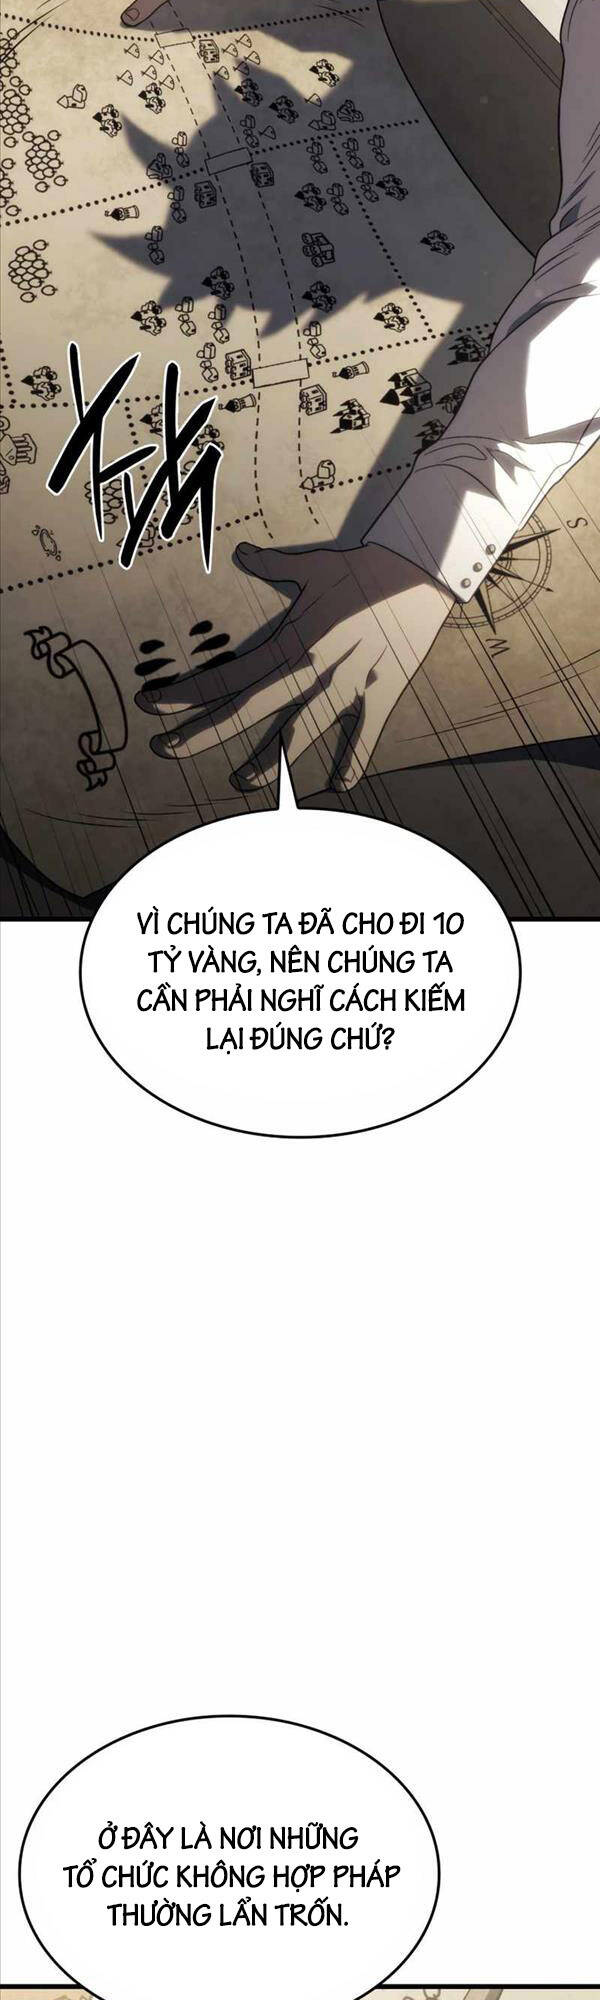 S
W
VÌ CHÚNG TA ĐÃ CHO ĐI 10
TỶ VÀNG, NÊN CHÚNG TA
CẦN PHẢI NGHĨ CÁCH KIẾM
LẠI ĐÚNG CHỨ?
Ở ĐÂY LÀ NƠI NHỮNG
TỔ CHỨC KHÔNG HỢP PHÁP
THƯỜNG LẨN TRỐN.